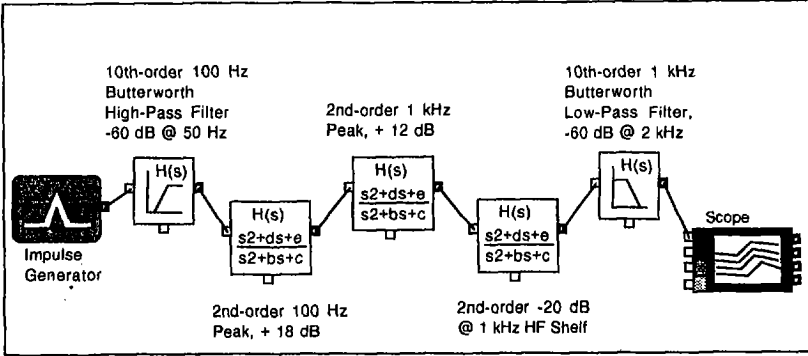 10th-order 100 Hz
Butterworth
High-Pass Filter
-60 dB @ 50 Hz
2nd-order 1 kHz
Peak, + 12 dB
10th-order 1 kHz
Butterworth
Low-Pass Filter,
-60 dB @ 2 kHz
H(s)
H(s)
s2+ds+e
s2+bs+c
H(s)
H(s)
s2+ds+e
s2+bs+c
H(s)
s2+ds+e
s2+bs+c
Scope
Impulse
Generator
2nd-order 100 Hz
Peak, + 18 dB
2nd-order -20 dB
@ 1 kHz HF Shelf